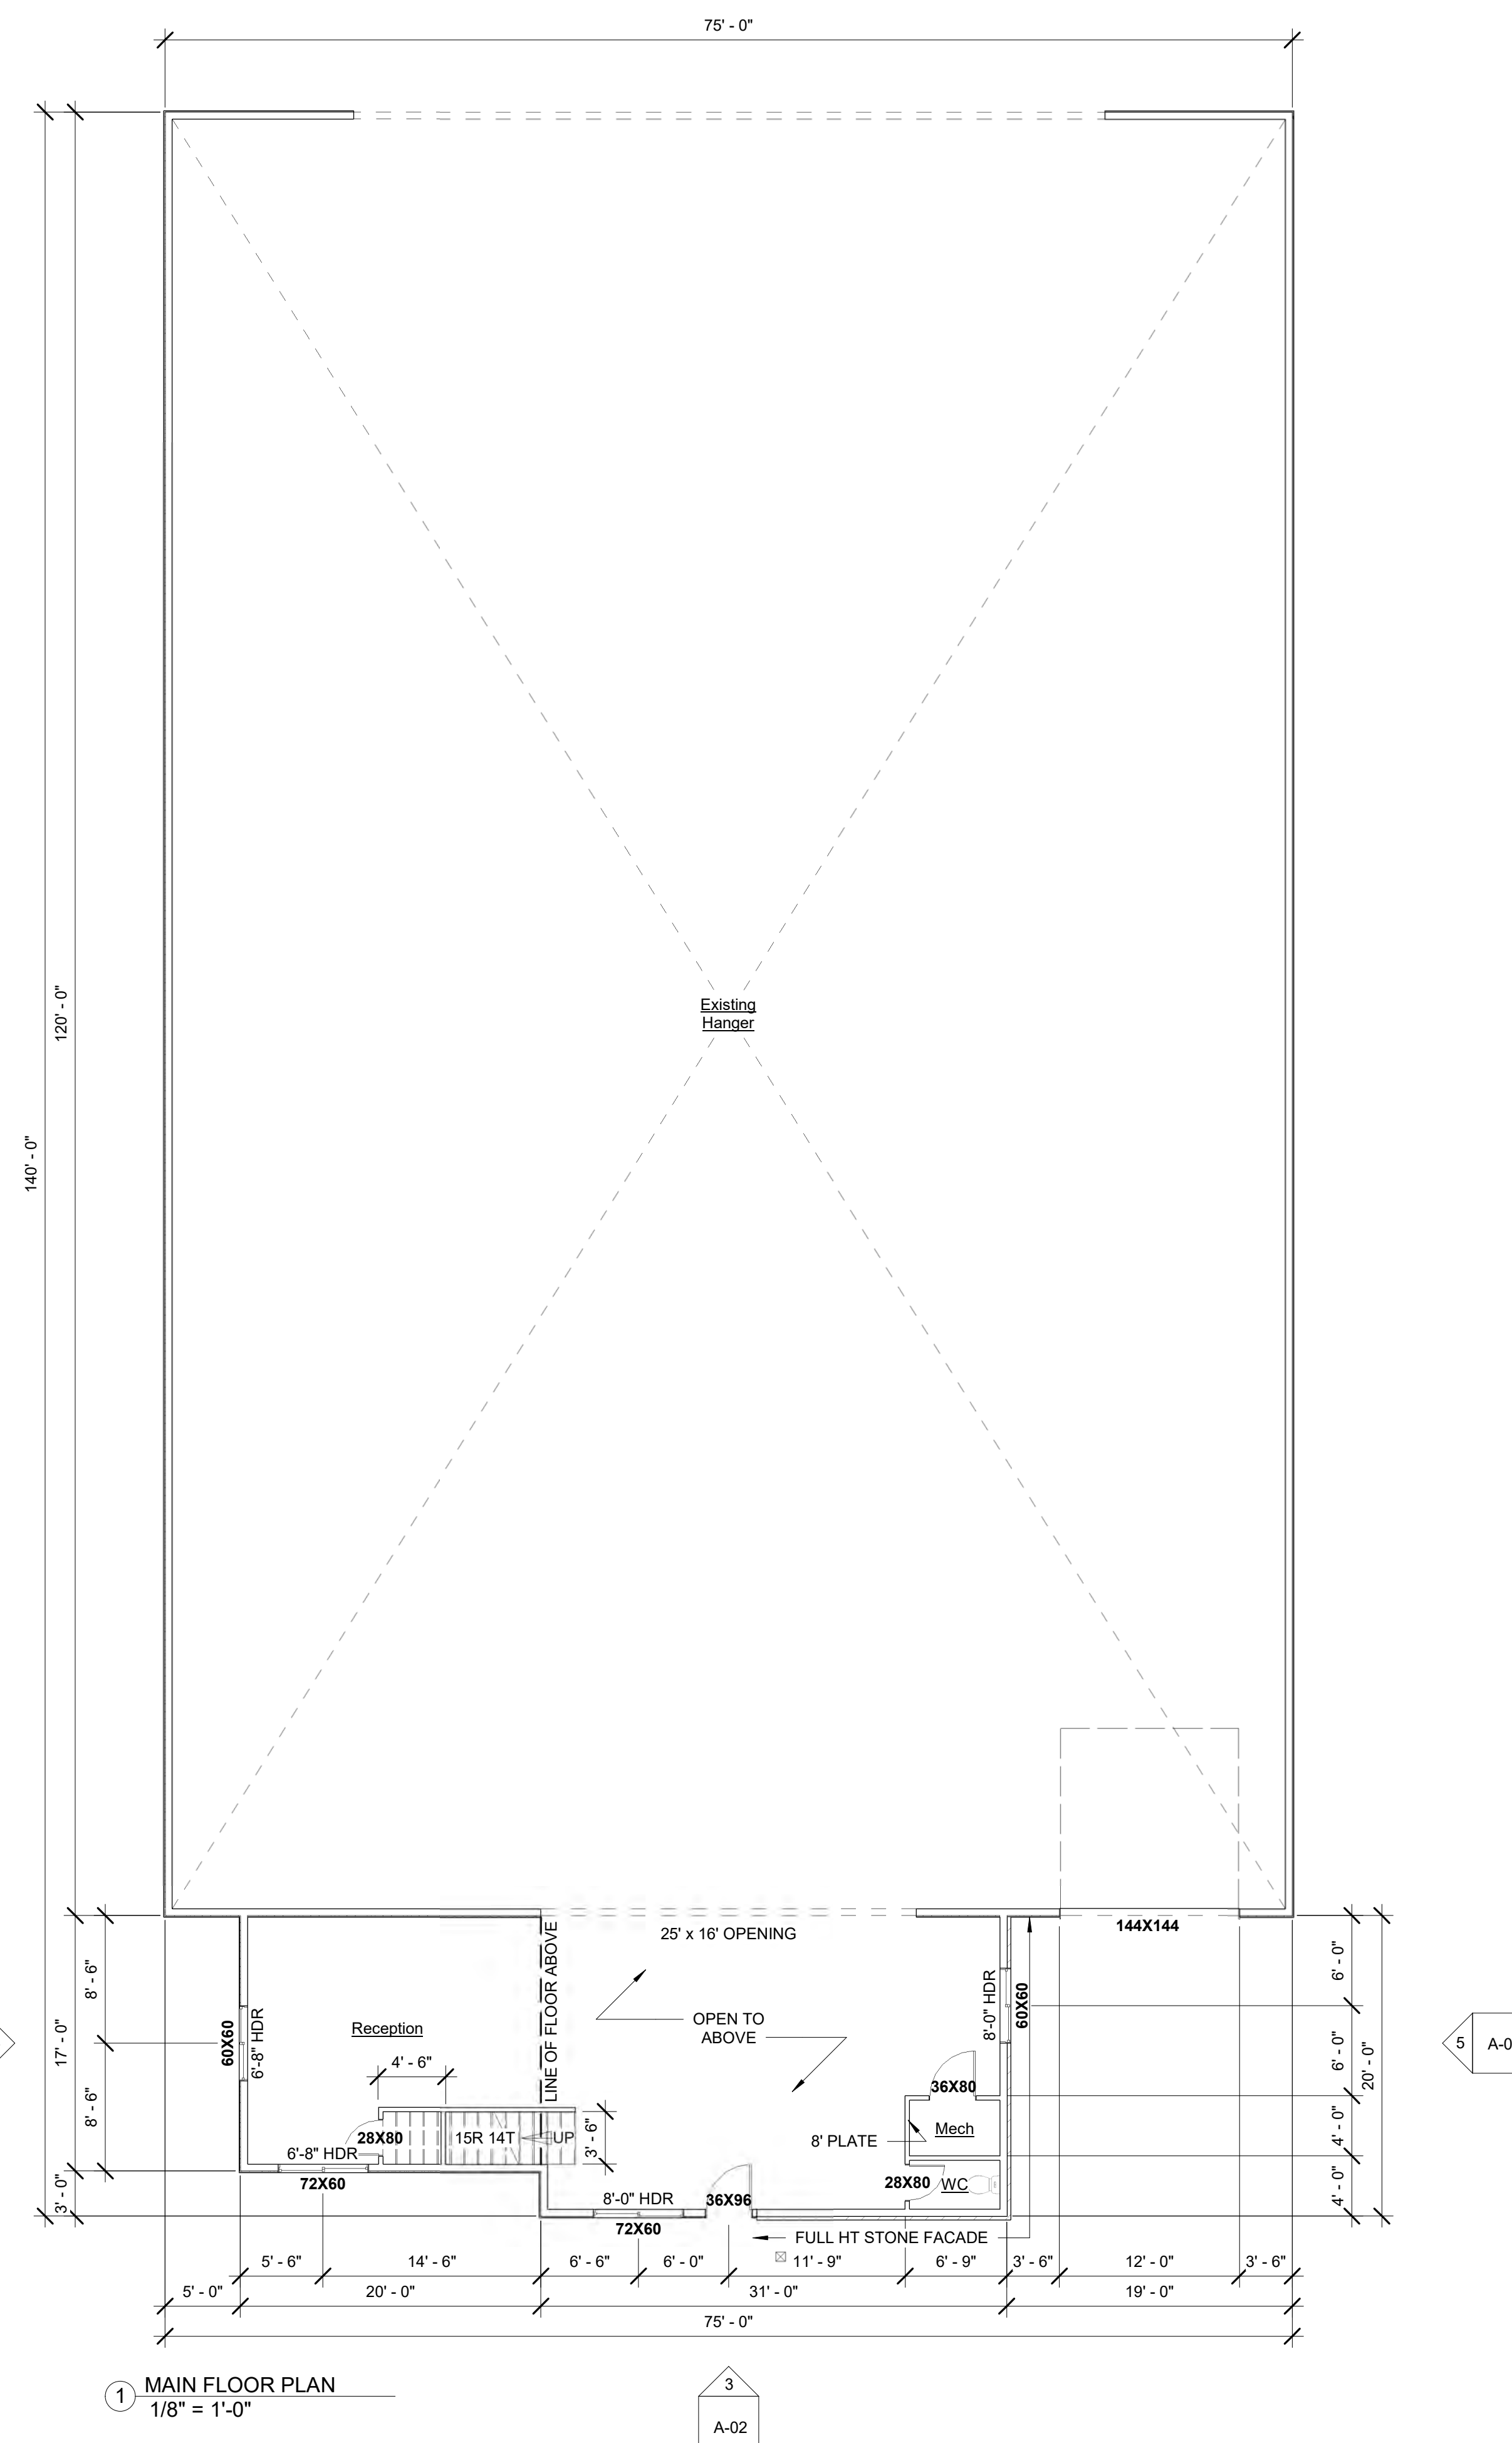 75' - 0"
120' - 0"
140' - 0"
Existing
Hanger
25' x 16' OPENING
144X144
LINE OF FLOOR ABOVE
OPEN TO
ABOVE
Reception
60X60
6'-8" HDR
8'-0" HDR
60X60
4' - 6"
28X80
15R 14T
UP
3' - 6"
6'-8" HDR
72X60
36X80
Mech
8' PLATE
28X80
WC
8'-0" HDR
36X96
72X60
FULL HT STONE FACADE
8' - 6"
17' - 0"
8' - 6"
3' - 0"
6' - 0"
6' - 0"
20' - 0"
4' - 0"
4' - 0"
5' - 6"
14' - 6"
6' - 6"
6' - 0"
11' - 9"
6' - 9"
3' - 6"
12' - 0"
3' - 6"
5' - 0"
20' - 0"
31' - 0"
19' - 0"
75' - 0"
5
1
MAIN FLOOR PLAN
1/8" = 1'-0"
3
A-02